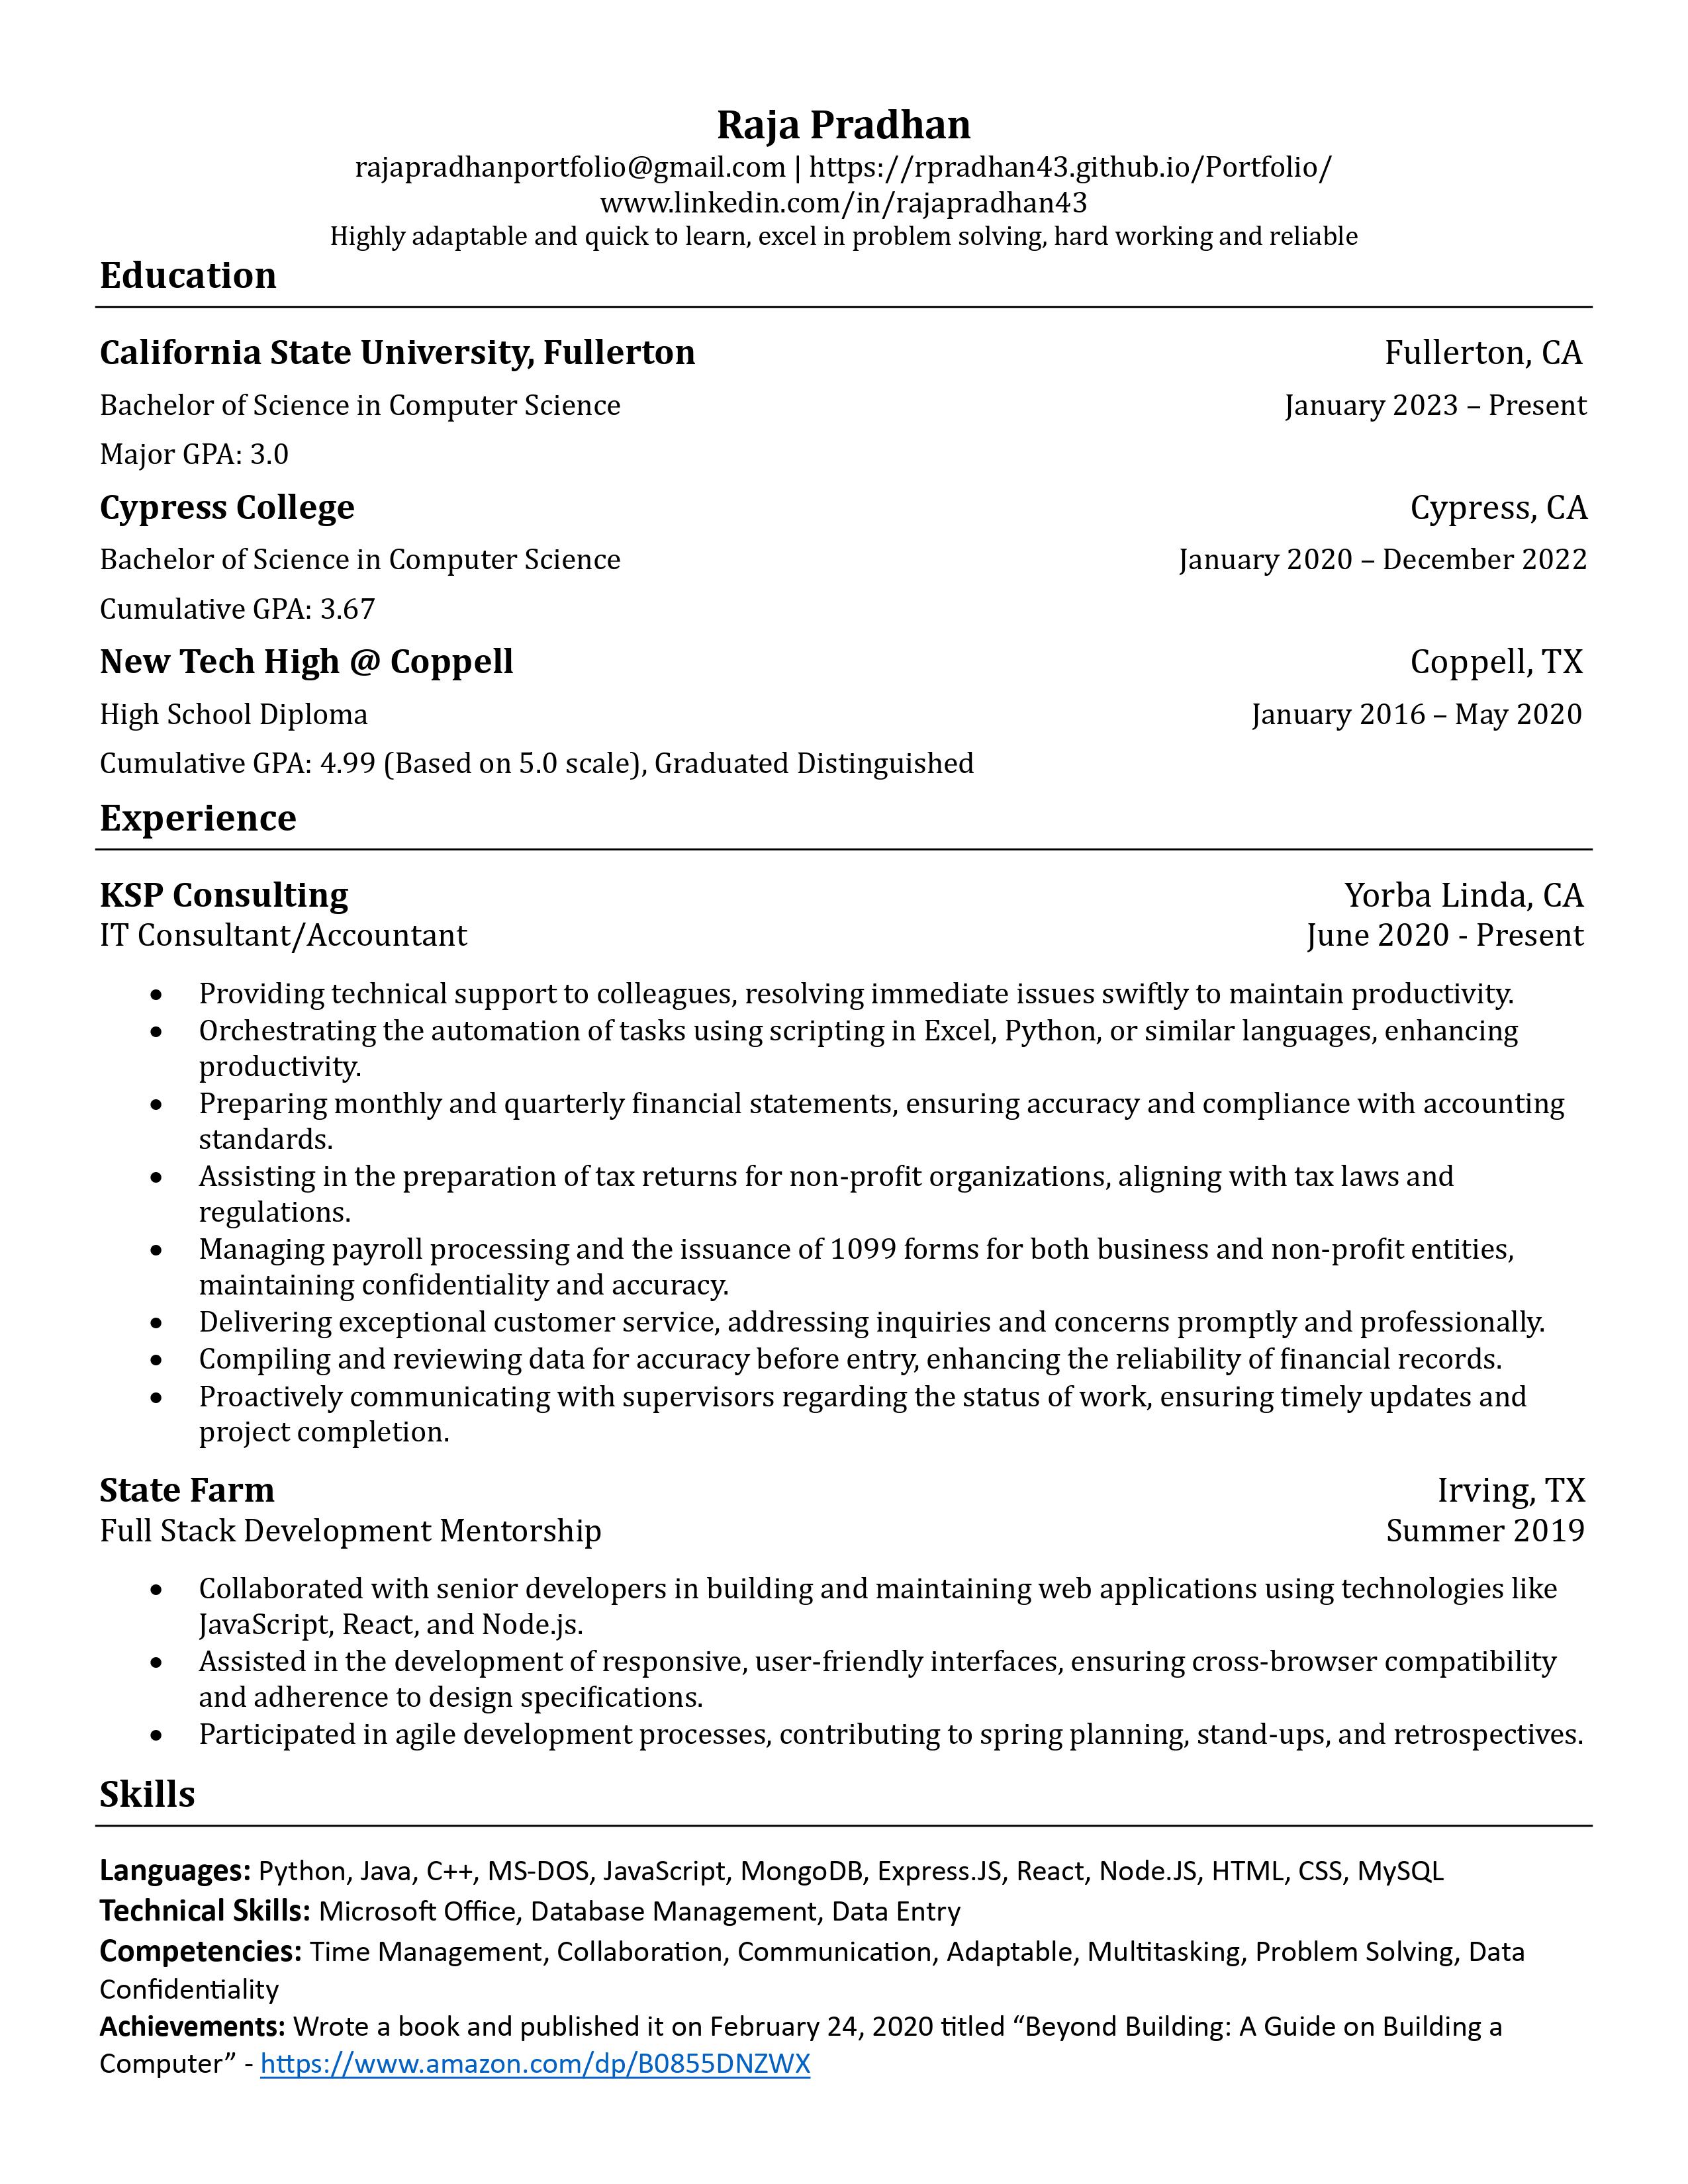 Raja Pradhan
rajapradhanportfolio@gmail.com | https://rpradhan43.github.io/Portfolio/
www.linkedin.com/in/rajapradhan43
Highly adaptable and quick to learn, excel in problem solving, hard working and reliable
Education
California State University, Fullerton Fullerton, CA
Bachelor of Science in Computer Science January 2023 – Present
Major GPA: 3.0
Cypress College Cypress, CA
Bachelor of Science in Computer Science January 2020 – December 2022
Cumulative GPA: 3.67
New Tech High @ Coppell Coppell, TX
High School Diploma January 2016 – May 2020
Cumulative GPA: 4.99 (Based on 5.0 scale), Graduated Distinguished
Experience
KSP Consulting Yorba Linda, CA
IT Consultant/Accountant June 2020 - Present
• Providing technical support to colleagues, resolving immediate issues swiftly to maintain productivity.
• Orchestrating the automation of tasks using scripting in Excel, Python, or similar languages, enhancing
productivity.
• Preparing monthly and quarterly financial statements, ensuring accuracy and compliance with accounting
standards.
• Assisting in the preparation of tax returns for non-profit organizations, aligning with tax laws and
regulations.
• Managing payroll processing and the issuance of 1099 forms for both business and non-profit entities,
maintaining confidentiality and accuracy.
• Delivering exceptional customer service, addressing inquiries and concerns promptly and professionally.
• Compiling and reviewing data for accuracy before entry, enhancing the reliability of financial records.
• Proactively communicating with supervisors regarding the status of work, ensuring timely updates and
project completion.
State Farm Irving, TX
Full Stack Development Mentorship Summer 2019
• Collaborated with senior developers in building and maintaining web applications using technologies like
JavaScript, React, and Node.js.
• Assisted in the development of responsive, user-friendly interfaces, ensuring cross-browser compatibility
and adherence to design specifications.
• Participated in agile development processes, contributing to spring planning, stand-ups, and retrospectives.
Skills
Languages: Python, Java, C++, MS-DOS, JavaScript, MongoDB, Express.JS, React, Node.JS, HTML, CSS, MySQL
Technical Skills: Microsoft Office, Database Management, Data Entry
Competencies: Time Management, Collaboration, Communication, Adaptable, Multitasking, Problem Solving, Data
Confidentiality
Achievements: Wrote a book and published it on February 24, 2020 titled “Beyond Building: A Guide on Building a
Computer” - https://www.amazon.com/dp/B0855DNZWX